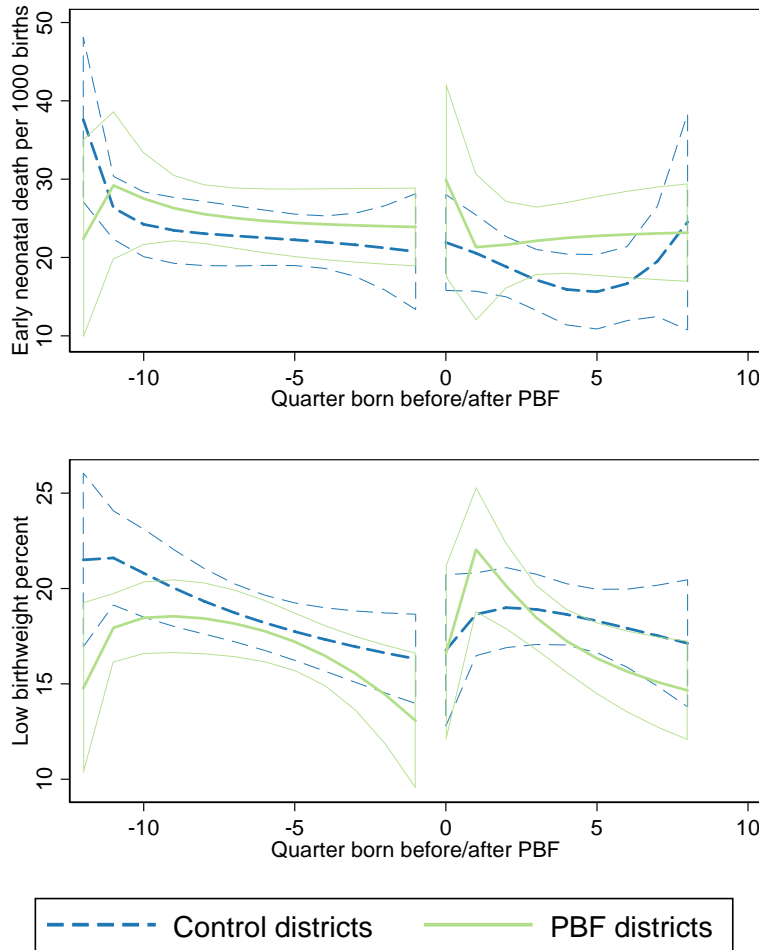 Early neonatal death per 1000 births
50
40
30
20
10
-10 -5 0 5 10
Quarter born before/after PBF
Low birthweight percent
25
20
15
10
-10 -5 0 5 10
Quarter born before/after PBF
Control districts PBF districts